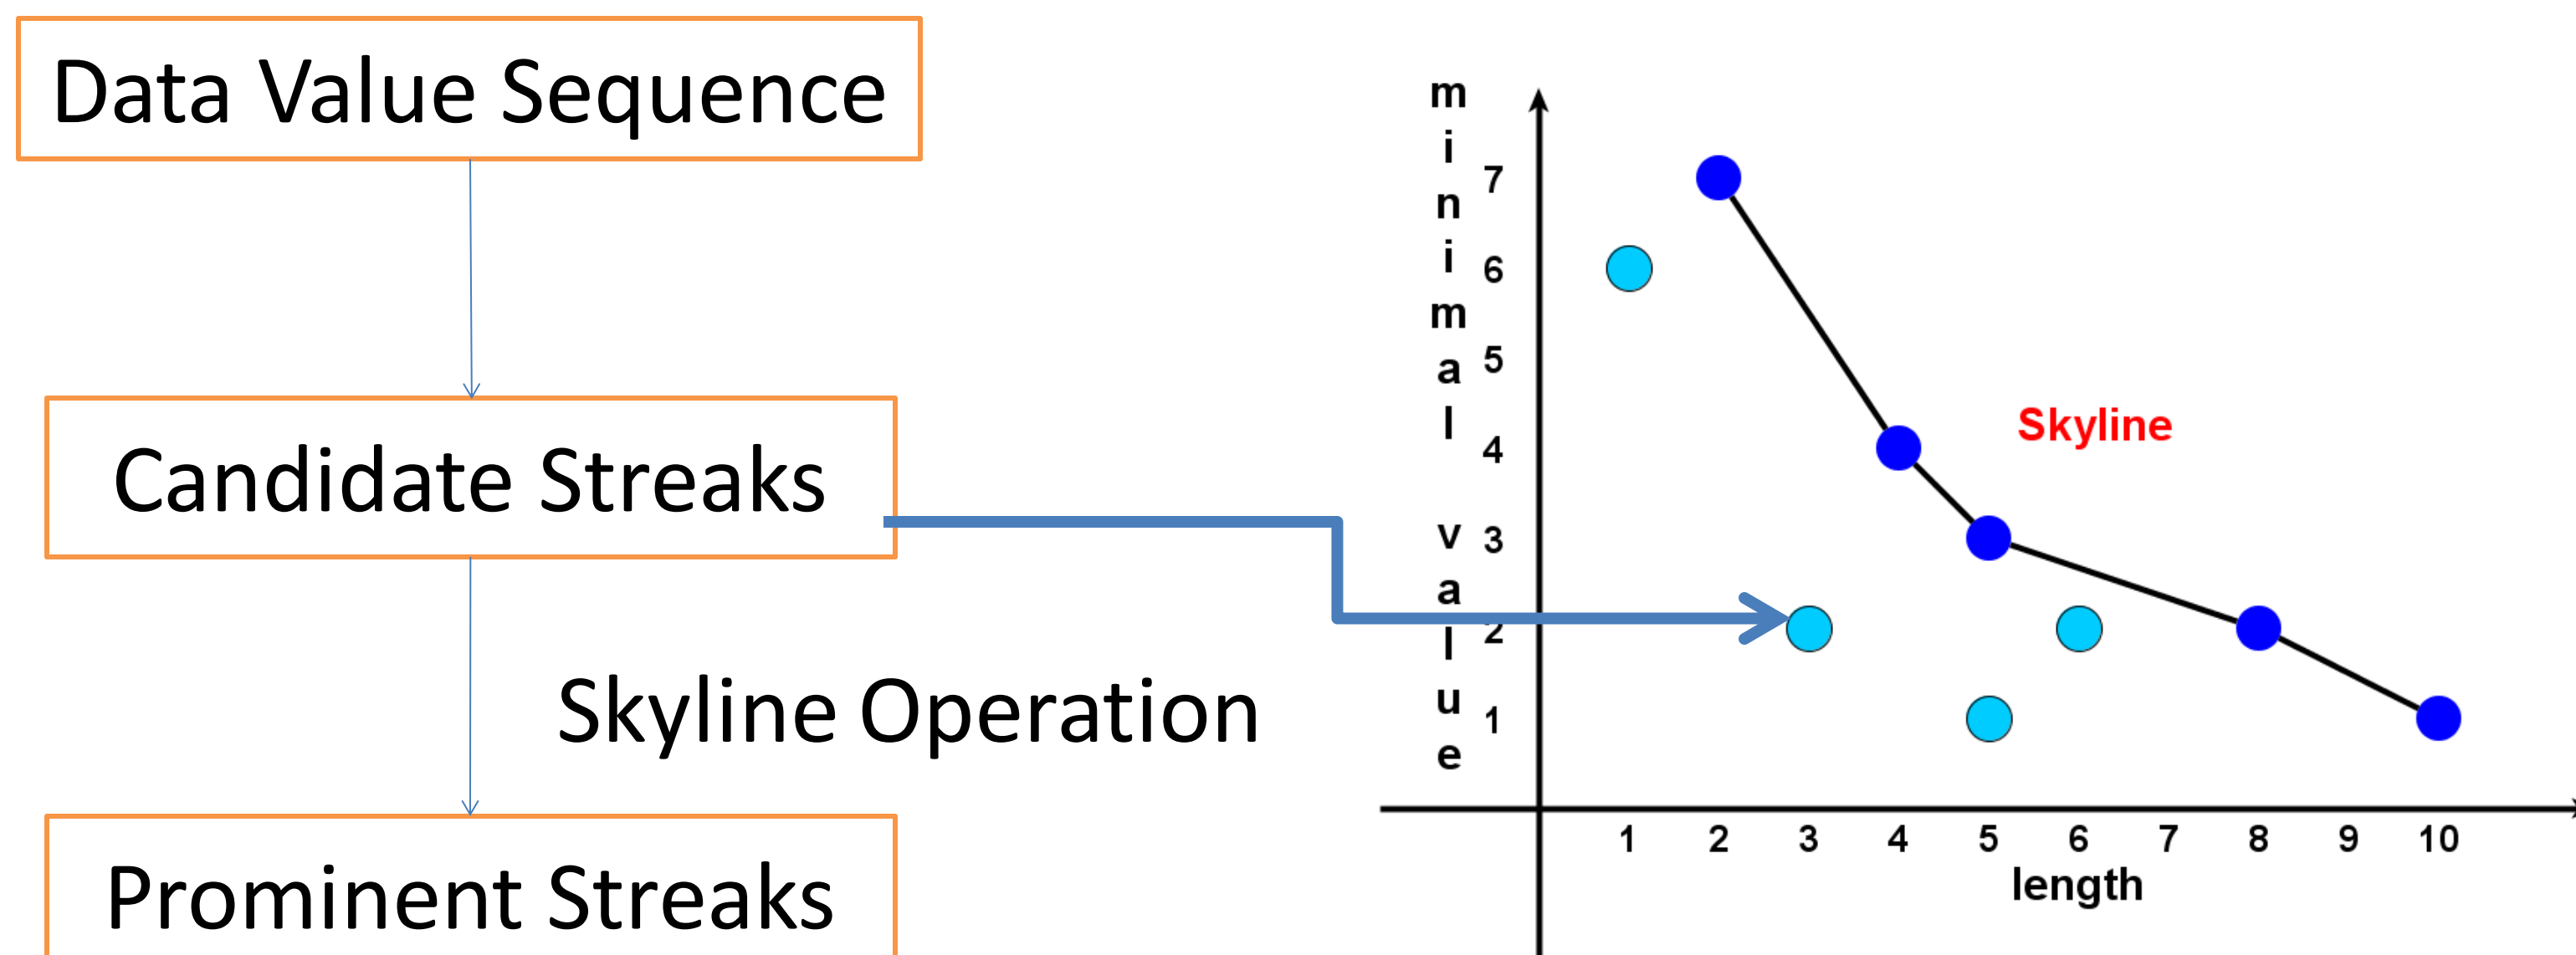 Data Value Sequence
Candidate Streaks
Skyline Operation
Prominent Streaks
minimal value
7
6
5
4
3
2
1
Skyline
1 2 3 4 5 6 7 8 9 10
length